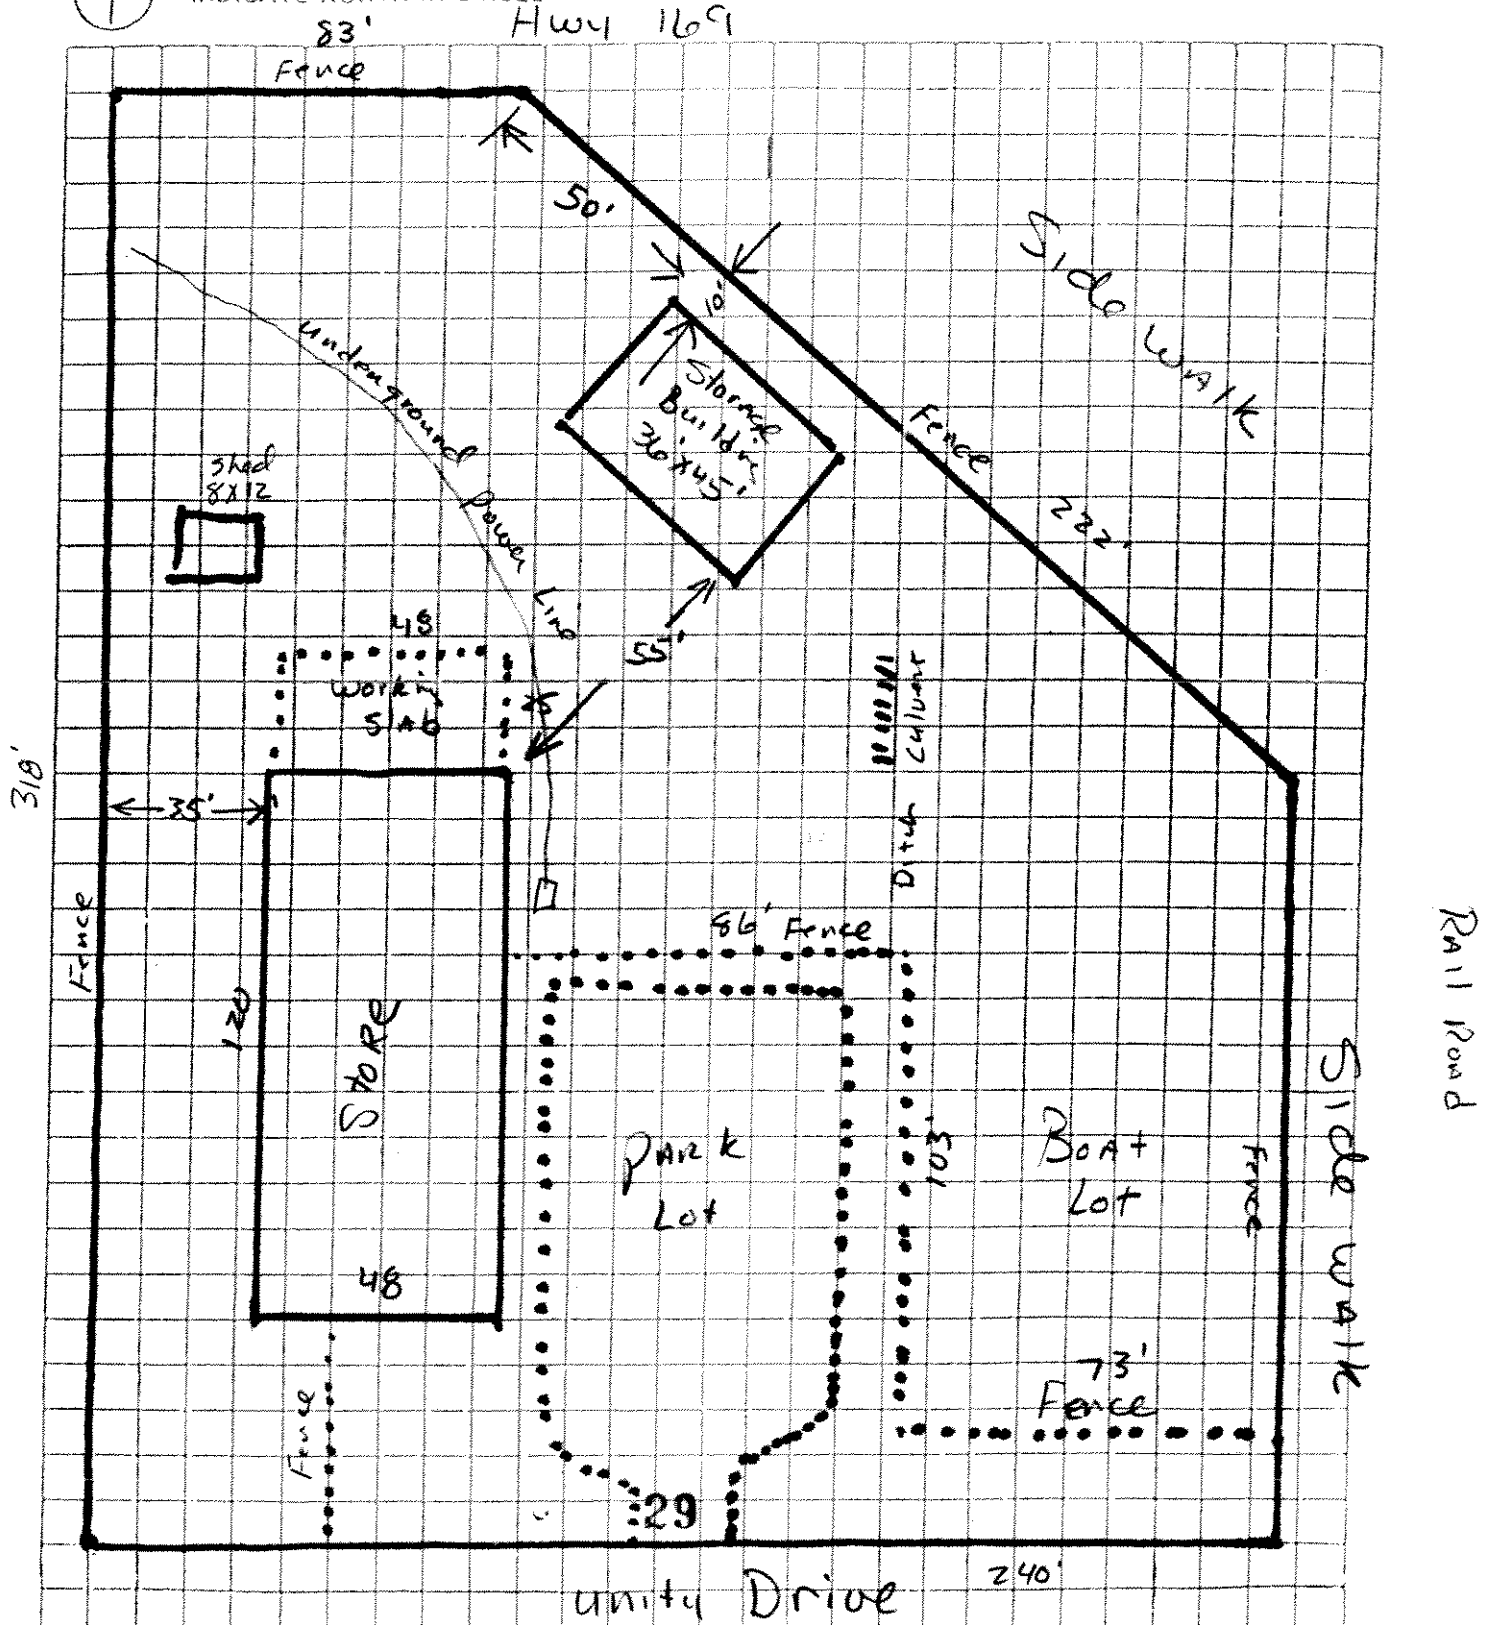 83'
Hwy 169
Fence
50'
10'
Side Walk
underground Power Line
Storage
Building
36'x45'
Fence
222'
shed
8x12
48
Working
Slab
25
55'
Culvert
Ditch
318'
35'
Fence
86' Fence
120
Store
48
Park
Lot
103'
Boat
Lot
Fence
Side Walk
Rail Road
73'
Fence
Fence
29
240'
Unity Drive